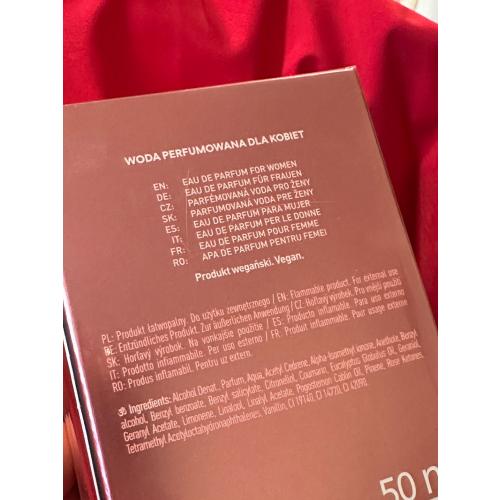 WODA PERFUMOWANA DLA KOBIET
EN: EAU DE PARFUM FOR WOMEN
DE: EAU DE PARFUM FÜR FRAUEN
CZ: PARFÉMOVANÁ VODA PRO ŽENY
SK: PARFUMOVANÁ VODA PRE ŽENY
ES: EAU DE PARFUM PARA MUJER
IT: EAU DE PARFUM PER LE DONNE
FR: EAU DE PARFUM POUR FEMME
RO: APA DE PARFUM PENTRU FEMEI
Produkt wegański. Vegan.
PL: Produkt łatwopalny. Do użytku zewnętrznego / EN: Flammable product. For external use
DE: Entzündliches Produkt. Zur äußerlichen Anwendung / CZ: Hořlavý výrobek. Pro vnější použití
SK: Horľavý výrobok. Na vonkajšie použitie / ES: Producto inflamable. Para uso externo
IT: Prodotto infiammabile. Per uso esterno / FR: Produit inflammable. Pour usage externe
RO: Produs inflamabil. Pentru uz extern.
Ingredients: Alcohol Denat., Parfum, Aqua, Acetyl Cedrene, Alpha-Isomethyl Ionone, Anethole, Benzyl
alcohol, Benzyl benzoate, Benzyl salicylate, Citronellol, Coumarin, Eucalyptus Globulus Oil, Geraniol,
Geranyl Acetate, Limonene, Linalool, Linalyl Acetate, Pogostemon Cablin Oil, Pinene, Rose Ketones,
Tetramethyl Acetyloctahydronaphthalenes, Vanillin, CI 19140, CI 14720, CI 42090.
50 m